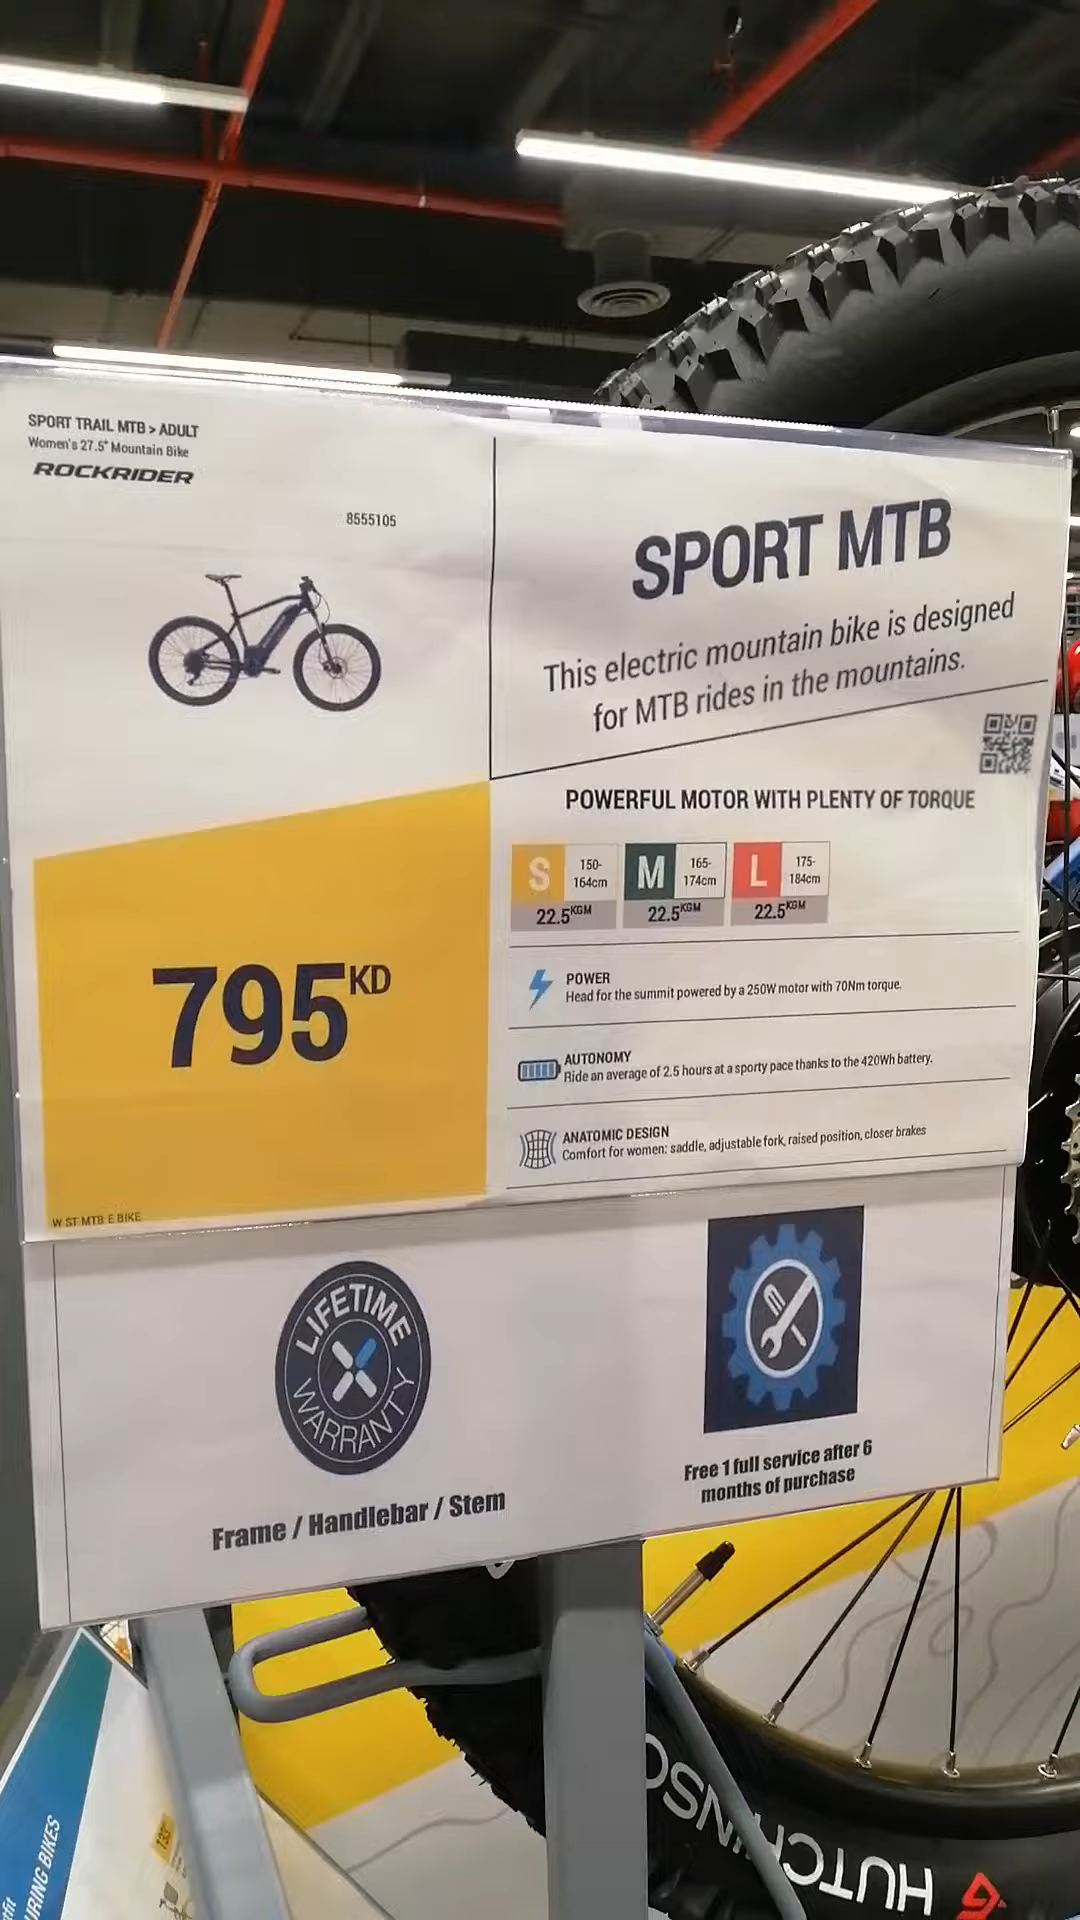 SPORT TRAIL MTB > ADULT
Women's 27.5" Mountain Bike
ROCKRIDER
8555105
SPORT MTB
This electric mountain bike is designed
for MTB rides in the mountains.
POWERFUL MOTOR WITH PLENTY OF TORQUE
S 150-164cm 22.5KGM
M 165-174cm 22.5KGM
L 175-184cm 22.5KGM
795KD
POWER
Head for the summit powered by a 250W motor with 70Nm torque.
AUTONOMY
Ride an average of 2.5 hours at a sporty pace thanks to the 420Wh battery.
ANATOMIC DESIGN
Comfort for women: saddle, adjustable fork, raised position, closer brakes
W ST MTB E BIKE
LIFETIME
WARRANTY
Frame / Handlebar / Stem
Free 1 full service after 6
months of purchase
HUTCHINSO
BIKES